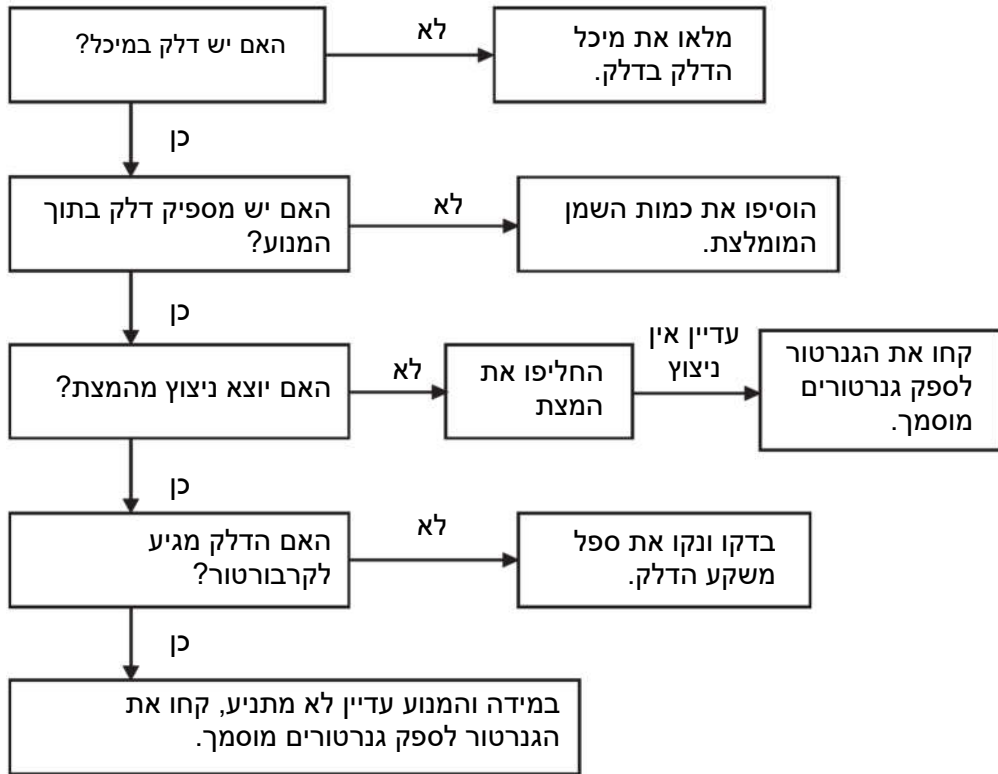 האם יש דלק במיכל?
לא
מלאו את מיכל
הדלק בדלק.
כן
האם יש מספיק דלק בתוך
המנוע?
לא
הוסיפו את כמות השמן
המומלצת.
כן
האם יוצא ניצוץ מהמצת?
לא
החליפו את
המצת
עדיין אין
ניצוץ
קחו את הגנרטור
לספק גנרטורים
מוסמך.
כן
האם הדלק מגיע
לקרבורטור?
לא
בדקו ונקו את ספל
משקע הדלק.
כן
במידה והמנוע עדיין לא מתניע, קחו את
הגנרטור לספק גנרטורים מוסמך.